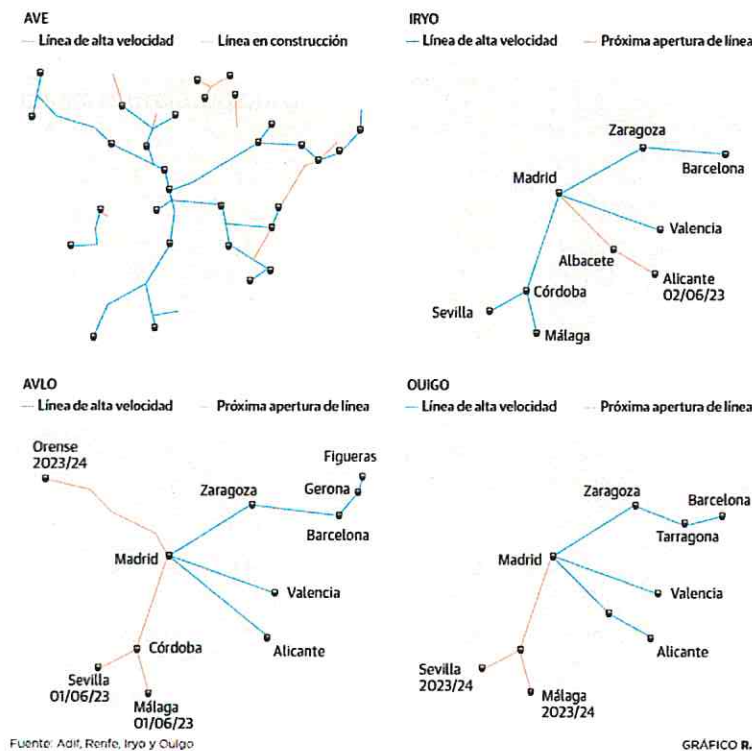 AVE
Línea de alta velocidad
Línea en construcción
IRYO
Línea de alta velocidad
Próxima apertura de línea
Zaragoza
Barcelona
Madrid
Valencia
Albacete
Alicante
02/06/23
Córdoba
Sevilla
Málaga
AVLO
Línea de alta velocidad
Próxima apertura de línea
Orense
2023/24
Figueras
Zaragoza
Gerona
Barcelona
Madrid
Valencia
Córdoba
Alicante
Sevilla
01/06/23
Málaga
01/06/23
OUIGO
Línea de alta velocidad
Próxima apertura de línea
Zaragoza
Barcelona
Tarragona
Madrid
Valencia
Alicante
Sevilla
2023/24
Málaga
2023/24
Fuente: Adif, Renfe, Iryo y Ouigo
GRÁFICO R.